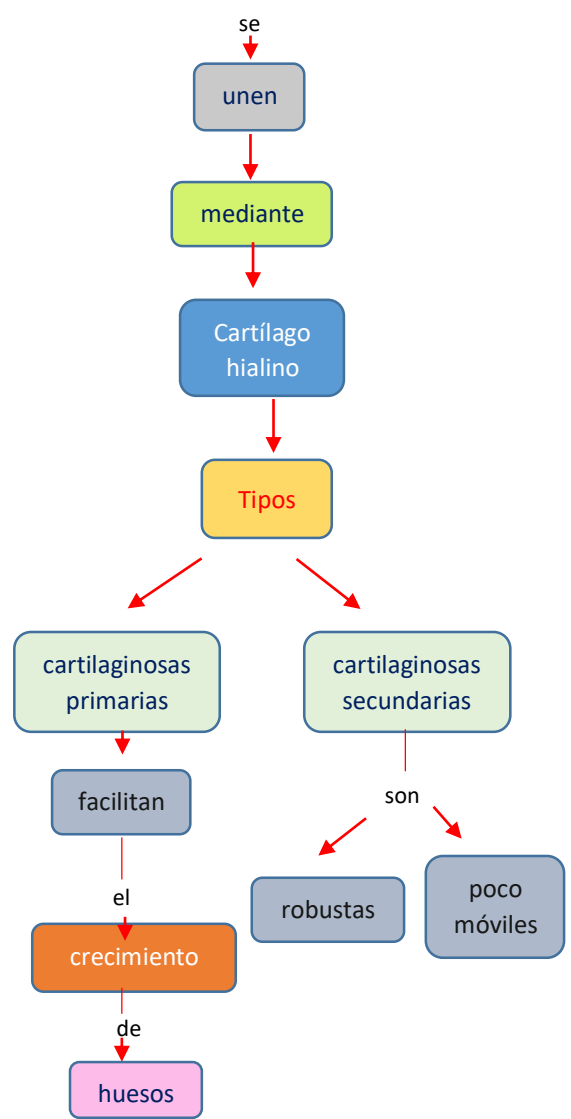 se
unen
mediante
Cartílago
hialino
Tipos
cartilaginosas
primarias
facilitan
el
crecimiento
de
huesos
cartilaginosas
secundarias
son
robustas
poco
móviles